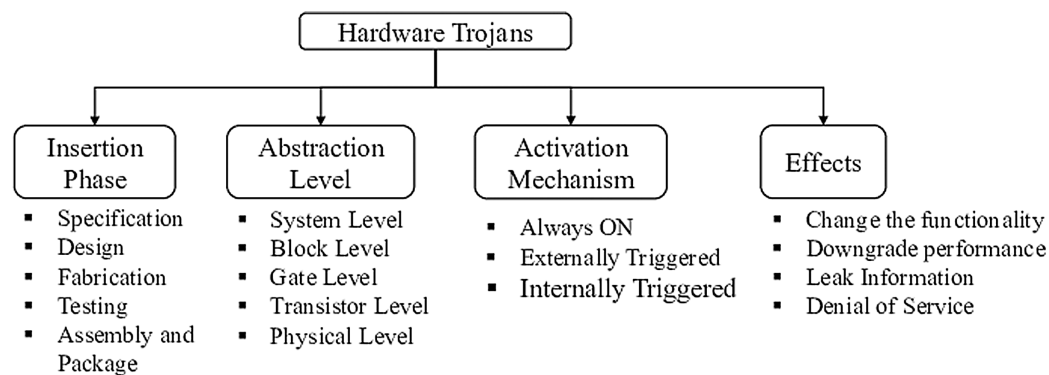 Hardware Trojans
Insertion
Phase
▪ Specification
▪ Design
▪ Fabrication
▪ Testing
▪ Assembly and
Package
Abstraction
Level
▪ System Level
▪ Block Level
▪ Gate Level
▪ Transistor Level
▪ Physical Level
Activation
Mechanism
▪ Always ON
▪ Externally Triggered
▪ Internally Triggered
Effects
▪ Change the functionality
▪ Downgrade performance
▪ Leak Information
▪ Denial of Service